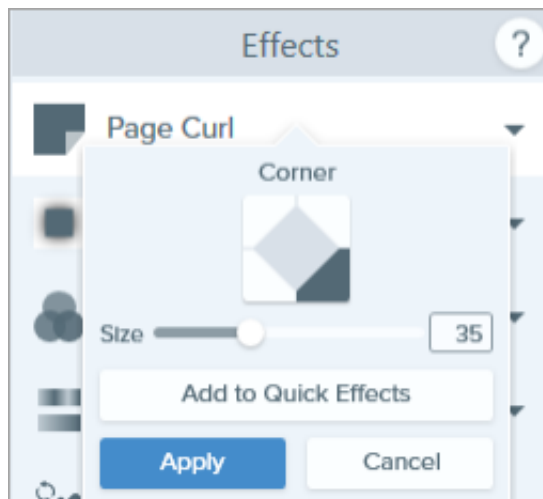 Effects ?
Page Curl
Corner
Size 35
Add to Quick Effects
Apply Cancel